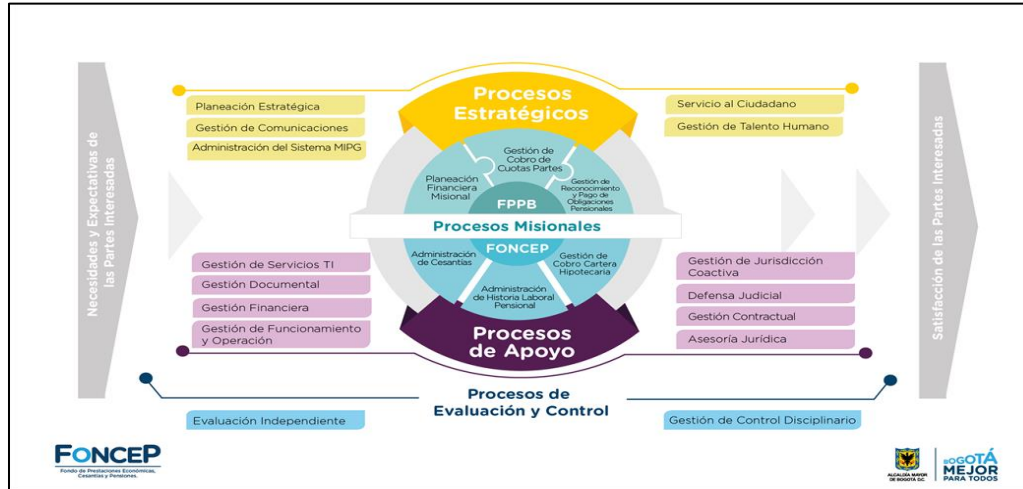 Necesidades y Expectativas de
las Partes Interesadas
Planeación Estratégica
Gestión de Comunicaciones
Administración del Sistema MIPG
Procesos
Estratégicos
Servicio al Ciudadano
Gestión de Talento Humano
Planeación
Financiera
Misional
Gestión de
Cobro de
Cuotas Partes
Gestión de
Reconocimiento
y Pago de
Obligaciones
Pensionales
FPPB
Procesos Misionales
FONCEP
Administración
de Cesantías
Administración
de Historia Laboral
Pensional
Gestión de
Cobro Cartera
Hipotecaria
Gestión de Servicios TI
Gestión Documental
Gestión Financiera
Gestión de Funcionamiento
y Operación
Procesos
de Apoyo
Gestión de Jurisdicción
Coactiva
Defensa Judicial
Gestión Contractual
Asesoría Jurídica
Satisfacción de las Partes Interesadas
Procesos de
Evaluación y Control
Evaluación Independiente
Gestión de Control Disciplinario
FONCEP
Fondo de Prestaciones Económicas,
Cesantías y Pensiones.
ALCALDÍA MAYOR
DE BOGOTÁ D.C.
BOGOTÁ
MEJOR
PARA TODOS